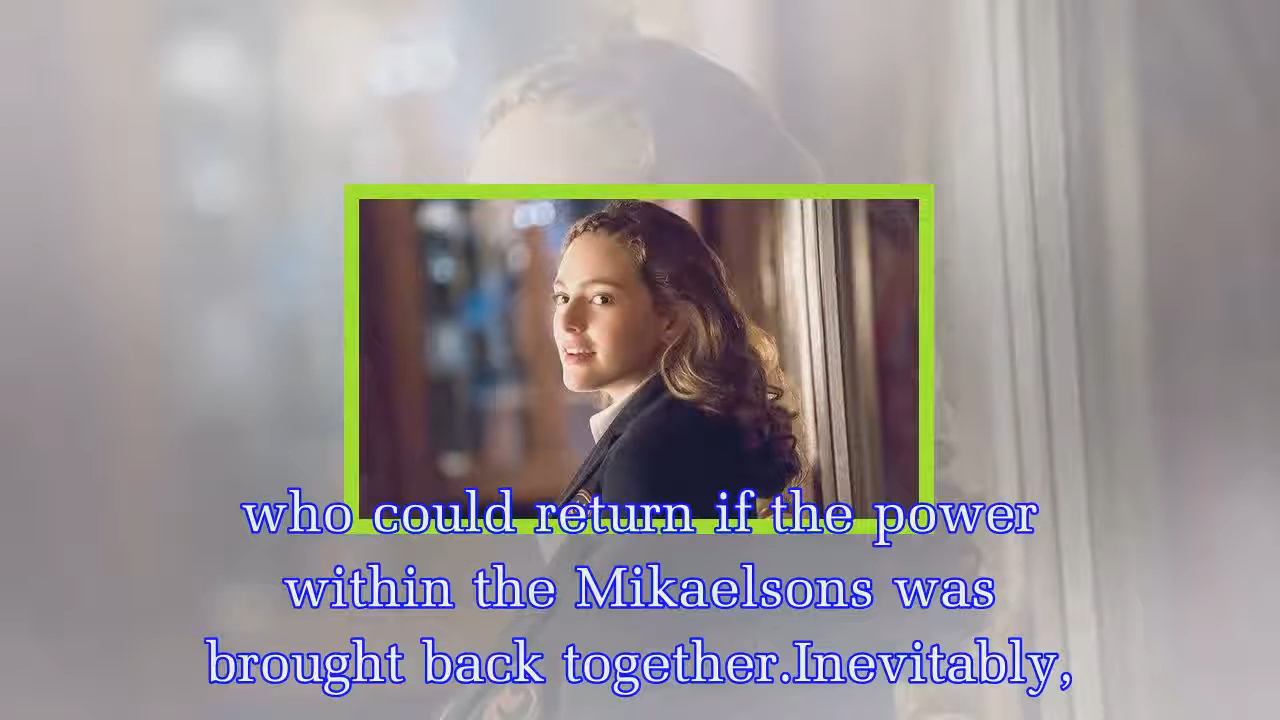 who could return if the power
within the Mikaelsons was
brought back together.Inevitably,